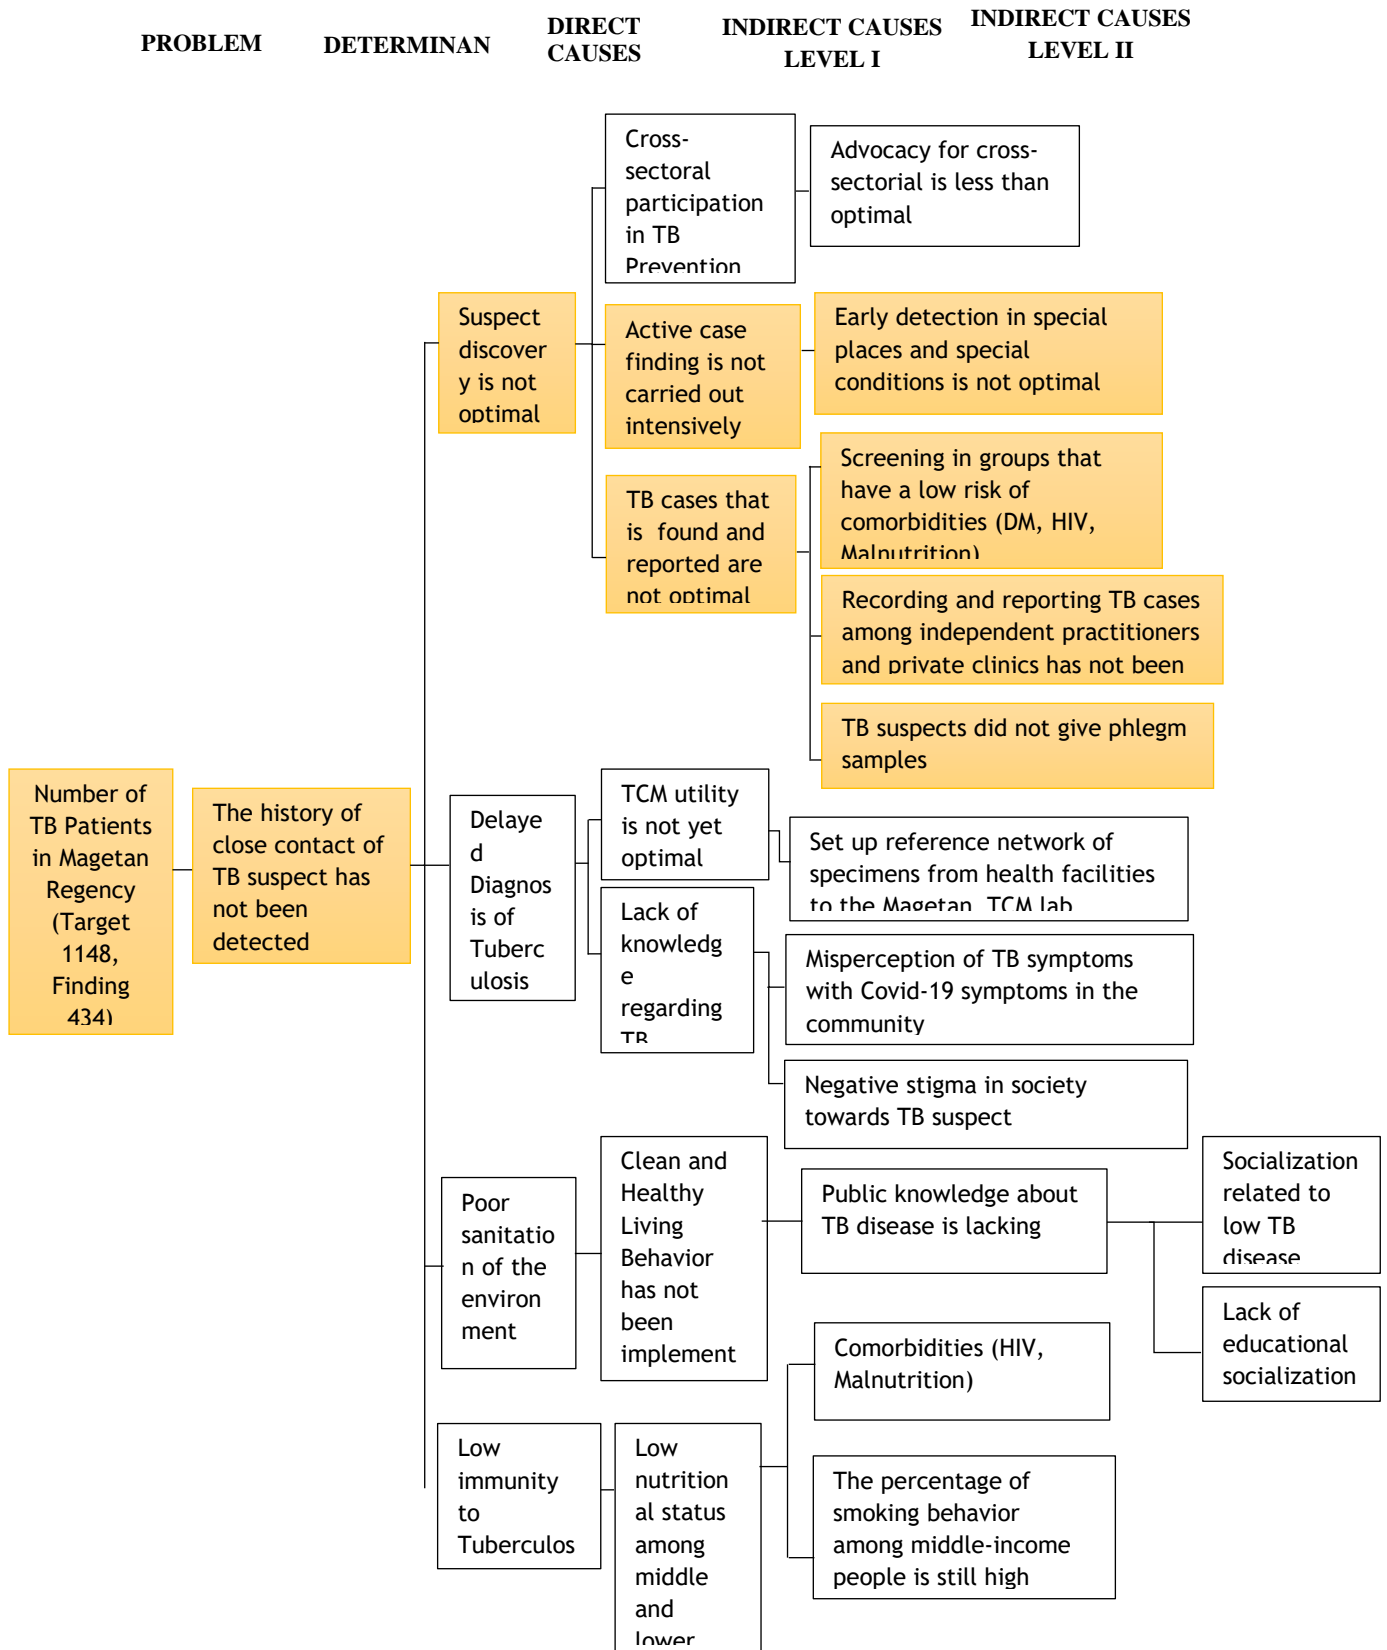 PROBLEM
DETERMINAN
DIRECT
CAUSES
INDIRECT CAUSES
LEVEL I
INDIRECT CAUSES
LEVEL II
Cross-
sectoral
participation
in TB
Prevention
Advocacy for cross-
sectorial is less than
optimal
Suspect
discover
y is not
optimal
Active case
finding is not
carried out
intensively
Early detection in special
places and special
conditions is not optimal
TB cases that
is found and
reported are
not optimal
Screening in groups that
have a low risk of
comorbidities (DM, HIV,
Malnutrition)
Recording and reporting TB cases
among independent practitioners
and private clinics has not been
TB suspects did not give phlegm
samples
Number of
TB Patients
in Magetan
Regency
(Target
1148,
Finding
434)
The history of
close contact of
TB suspect has
not been
detected
Delaye
d
Diagnos
is of
Tuberc
ulosis
TCM utility
is not yet
optimal
Set up reference network of
specimens from health facilities
to the Magetan TCM lab
Lack of
knowledg
e
regarding
TB
Misperception of TB symptoms
with Covid-19 symptoms in the
community
Negative stigma in society
towards TB suspect
Poor
sanitatio
n of the
environ
ment
Clean and
Healthy
Living
Behavior
has not
been
implement
Public knowledge about
TB disease is lacking
Socialization
related to
low TB
disease
Lack of
educational
socialization
Low
immunity
to
Tuberculos
Low
nutrition
al status
among
middle
and
lower
Comorbidities (HIV,
Malnutrition)
The percentage of
smoking behavior
among middle-income
people is still high